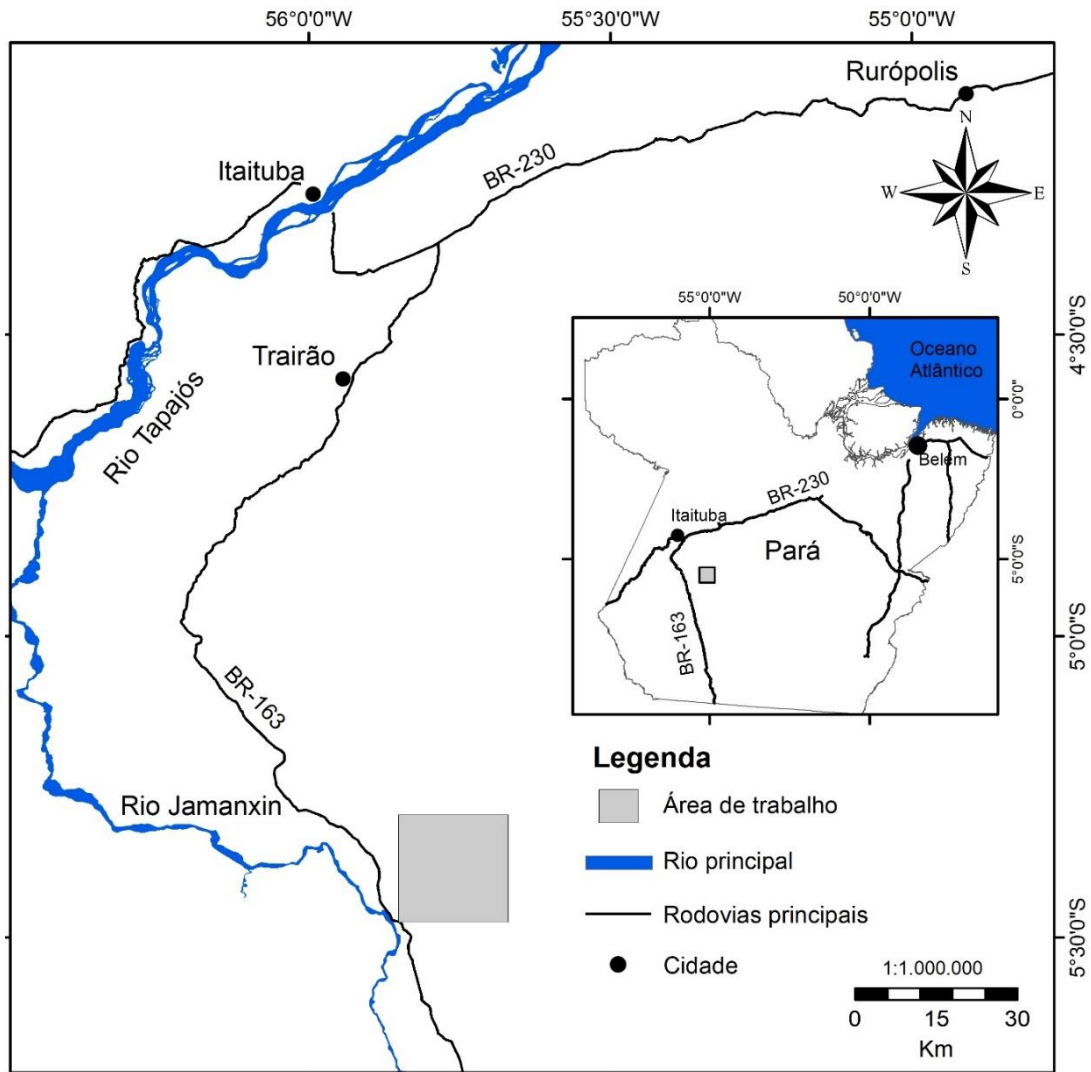 56°0'0"W
55°30'0"W
55°0'0"W
Rurópolis
N
Itaituba
BR-230
W
E
S
55°0'0"W
50°0'0"W
4°30'0"S
Oceano
Atlântico
Trairão
0°0'0"
Rio Tapajós
Belém
BR-230
Itaituba
Pará
5°0'0"S
5°0'0"S
BR-163
BR-163
Legenda
Rio Jamanxin
Área de trabalho
Rio principal
Rodovias principais
5°30'0"S
Cidade
1:1.000.000
0 15 30
Km